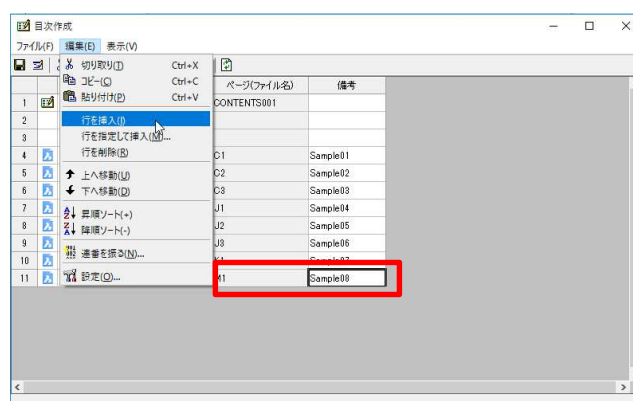 目次作成
ファイル(F) 編集(E) 表示(V)
切り取り(T) Ctrl+X
コピー(C) Ctrl+C
貼り付け(P) Ctrl+V
行を挿入(I)
行を指定して挿入(M)...
行を削除(R)
上へ移動(U)
下へ移動(D)
昇順ソート(+)
降順ソート(-)
連番を振る(N)...
設定(O)...
ページ(ファイル名) 備考
1 CONTENTS001
2
3
4 C1 Sample01
5 C2 Sample02
6 C3 Sample03
7 J1 Sample04
8 J2 Sample05
9 J3 Sample06
10 K1 Sample07
11 M1 Sample08